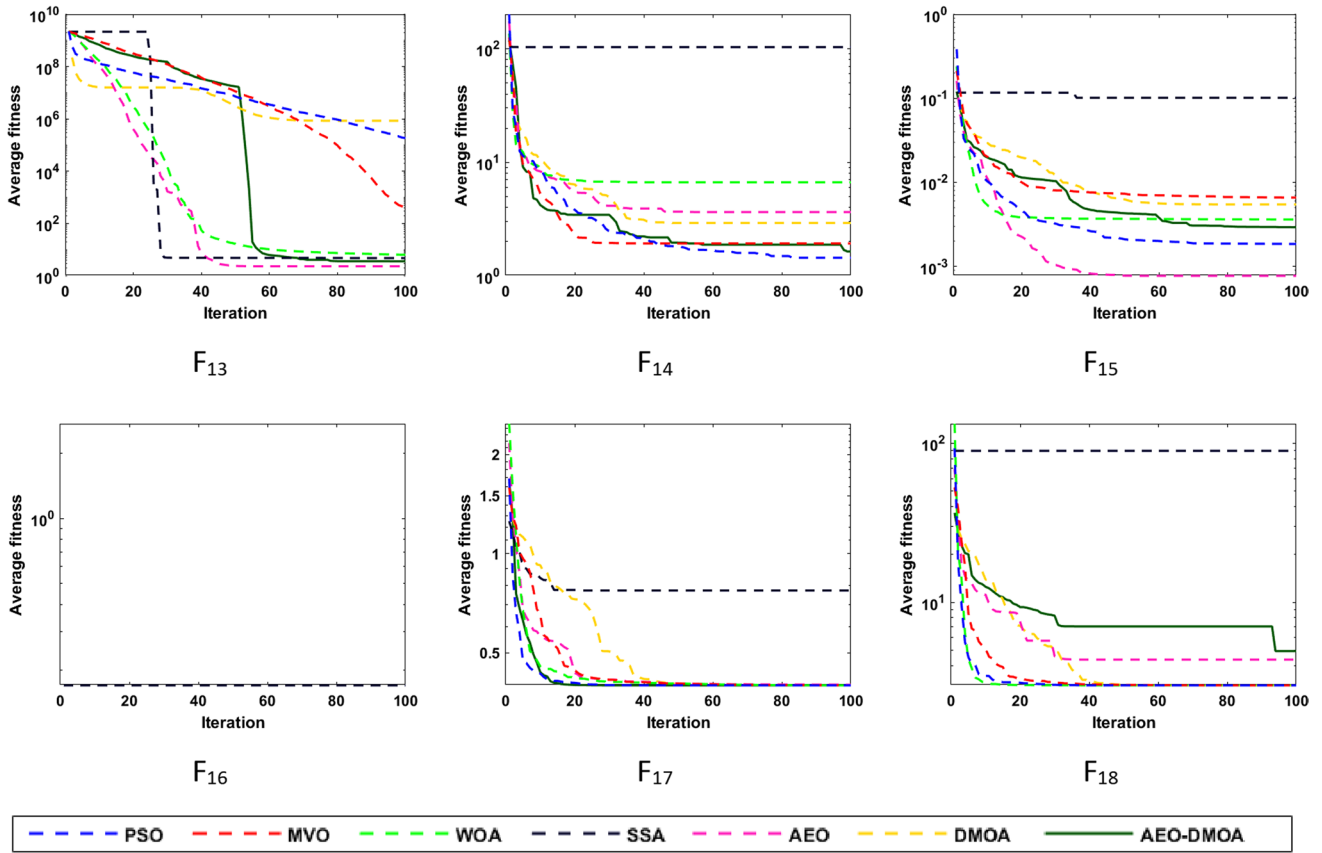 Average fitness
10^10
10^8
10^6
10^4
10^2
10^0
0 20 40 60 80 100
Iteration
F13
Average fitness
10^2
10^1
10^0
0 20 40 60 80 100
Iteration
F14
Average fitness
10^0
10^-1
10^-2
10^-3
0 20 40 60 80 100
Iteration
F15
Average fitness
10^0
0 20 40 60 80 100
Iteration
F16
Average fitness
2
1.5
1
0.5
0 20 40 60 80 100
Iteration
F17
Average fitness
10^2
10^1
0 20 40 60 80 100
Iteration
F18
PSO MVO WOA SSA AEO DMOA AEO-DMOA